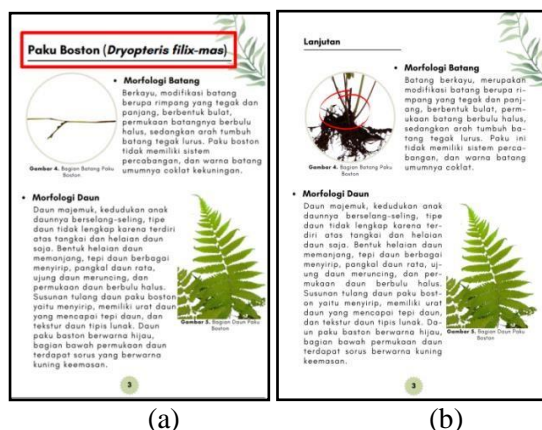 Paku Boston (Dryopteris filix-mas)
• Morfologi Batang
Berkayu, modifikasi batang
berupa rimpang yang tegak dan
panjang, berbentuk bulat,
permukaan batangnya berbulu
halus, sedangkan arah tumbuh
batang tegak lurus. Paku boston
tidak memiliki sistem
percabangan, dan warna batang
umumnya coklat kekuningan.
Gambar 4. Bagian Batang Paku
Boston
• Morfologi Daun
Daun majemuk, kedudukan anak
daunnya berselang-seling, tipe
daun tidak lengkap karena terdiri
atas tangkai dan helaian daun
saja. Bentuk helaian daun
memanjang, tepi daun berbagai
menyirip, pangkal daun rata,
ujung daun meruncing, dan
permukaan daun berbulu halus.
Susunan tulang daun paku boston
yaitu menyirip, memiliki urat daun
yang mencapai tepi daun, dan
tekstur daun tipis lunak. Daun
paku boston berwarna hijau,
bagian bawah permukaan daun
terdapat sorus yang berwarna
kuning keemasan.
Gambar 5. Bagian Daun Paku
Boston
3
(a)
Lanjutan
• Morfologi Batang
Batang berkayu, merupakan
modifikasi batang berupa ri-
mpang yang tegak dan panj-
ang, berbentuk bulat, perm-
ukaan batang berbulu halus,
sedangkan arah tumbuh ba-
tang tegak lurus. Paku ini
tidak memiliki sistem perca-
bangan, dan warna batang
umumnya coklat.
Gambar 4. Bagian Batang Paku
Boston
• Morfologi Daun
Daun majemuk, kedudukan anak
daunnya berselang-seling, tipe
daun tidak lengkap karena ter-
diri atas tangkai dan helaian
daun saja. Bentuk helaian daun
memanjang, tepi daun berbagai
menyirip, pangkal daun rata, uj-
ung daun meruncing, dan per-
mukaan daun berbulu halus.
Susunan tulang daun paku bost-
on yaitu menyirip, memiliki urat
daun yang mencapai tepi daun,
dan tekstur daun tipis lunak. Da-
un paku boston berwarna hijau,
bagian bawah permukaan daun
terdapat sorus berwarna kuning
keemasan.
Gambar 5. Bagian Daun Paku
Boston
3
(b)